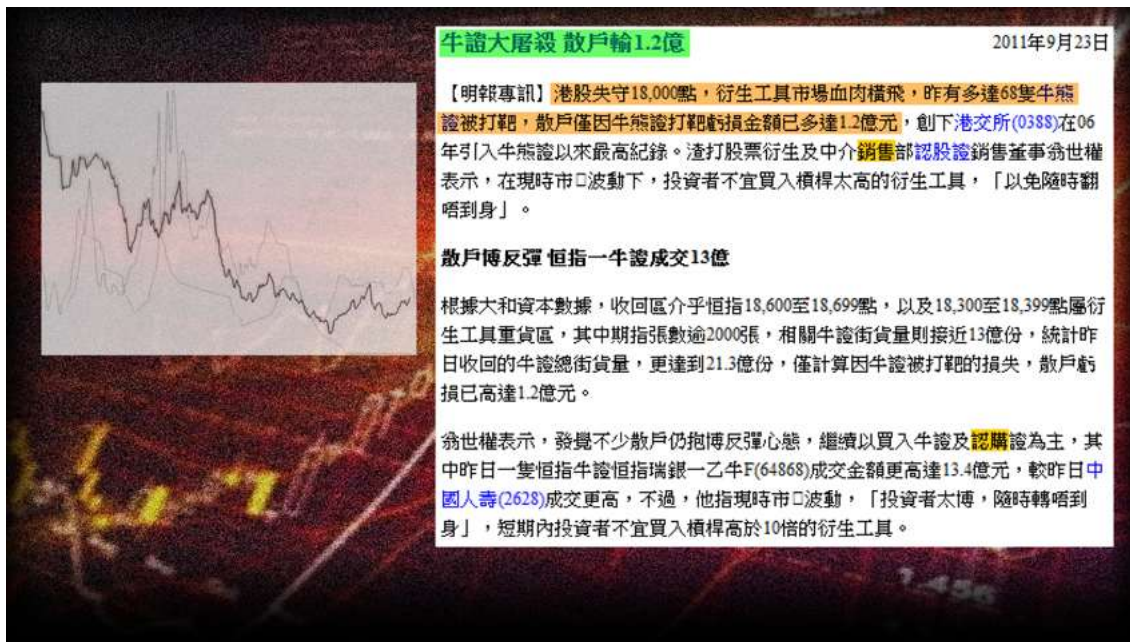 牛證大屠殺 散戶輸1.2億
2011年9月23日
【明報專訊】港股失守18,000點，衍生工具市場血肉橫飛，昨有多達68隻牛熊
證被打靶，散戶僅因牛熊證打靶虧損金額已多達1.2億元，創下港交所(0388)在06
年引入牛熊證以來最高紀錄。渣打股票衍生及中介銷售部認股證銷售董事翁世權
表示，在現時市□波動下，投資者不宜買入槓桿太高的衍生工具，「以免隨時翻
唔到身」。
散戶博反彈 恒指一牛證成交13億
根據大和資本數據，收回區介乎恒指18,600至18,699點，以及18,300至18,399點屬衍
生工具重貨區，其中期指張數逾2000張，相關牛證街貨量則接近13億份，統計昨
日收回的牛證總街貨量，更達到21.3億份，僅計算因牛證被打靶的損失，散戶虧
損已高達1.2億元。
翁世權表示，發覺不少散戶仍抱博反彈心態，繼續以買入牛證及認購證為主，其
中昨日一隻恒指牛證恒指瑞銀一乙牛F(64868)成交金額更高達13.4億元，較昨日中
國人壽(2628)成交更高，不過，他指現時市□波動，「投資者太博，隨時轉唔到
身」，短期內投資者不宜買入槓桿高於10倍的衍生工具。
1.456